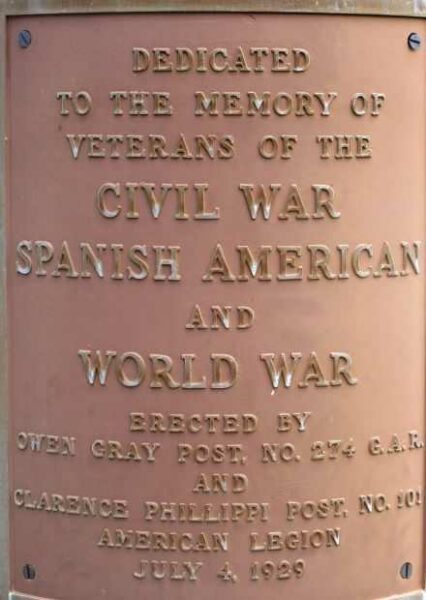 DEDICATED
TO THE MEMORY OF
VETERANS OF THE
CIVIL WAR
SPANISH AMERICAN
AND
WORLD WAR
ERECTED BY
OWEN GRAY POST, NO. 274 G.A.R.
AND
CLARENCE PHILLIPPI POST, NO. 101
AMERICAN LEGION
JULY 4, 1929